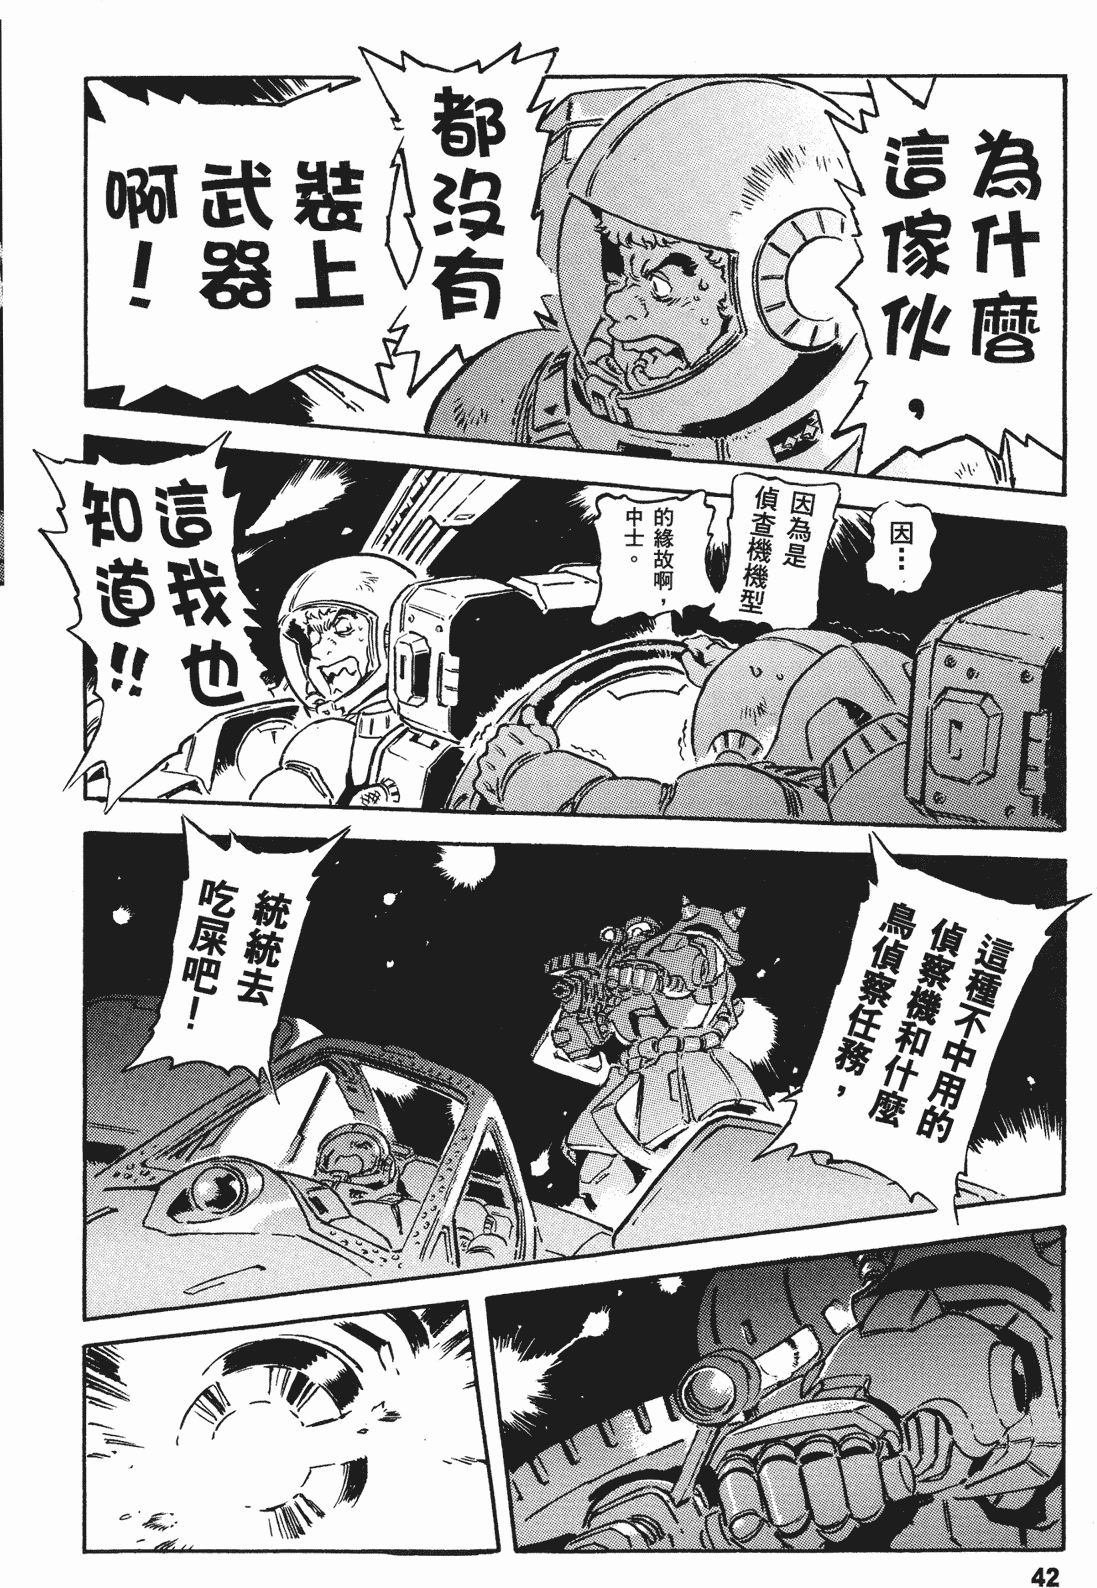 為什麼
這傢伙，
都沒有
裝上
武器
啊！
因…
因為是
偵查機機型
的緣故啊，
中士。
這我也
知道!!
這種不中用的
偵察機和什麼
鳥偵察任務，
統統去
吃屎吧！
42